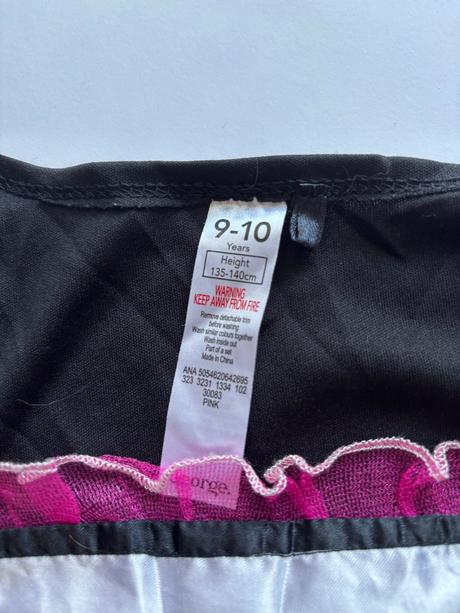 9-10
Years
Height
135-140cm
WARNING
KEEP AWAY FROM FIRE
Remove detachable trim
before washing
Wash similar colours together
Wash inside out
Part of a set
Made in China
ANA 5054620642695
323 3231 1334 102
30083
PINK
orge.